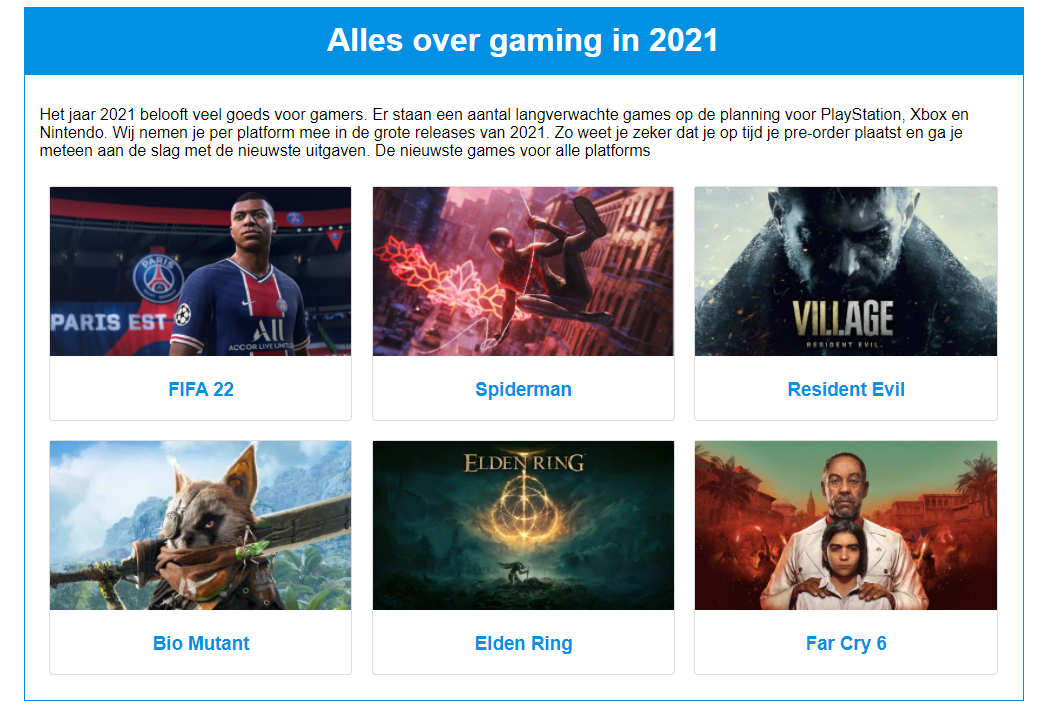 Alles over gaming in 2021
Het jaar 2021 belooft veel goeds voor gamers. Er staan een aantal langverwachte games op de planning voor PlayStation, Xbox en
Nintendo. Wij nemen je per platform mee in de grote releases van 2021. Zo weet je zeker dat je op tijd je pre-order plaatst en ga je
meteen aan de slag met de nieuwste uitgaven. De nieuwste games voor alle platforms
PARIS
PARIS EST
ALL
ACCOR LIVE LIMITL
VILLAGE
RESIDENT EVIL
FIFA 22
Spiderman
Resident Evil
ELDEN RING
Bio Mutant
Elden Ring
Far Cry 6